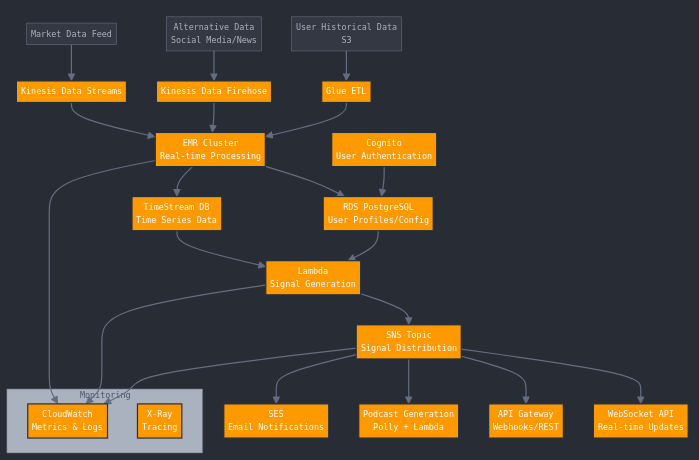 Market Data Feed
Alternative Data
Social Media/News
User Historical Data
S3
Kinesis Data Streams
Kinesis Data Firehose
Glue ETL
EMR Cluster
Real-time Processing
Cognito
User Authentication
TimeStream DB
Time Series Data
RDS PostgreSQL
User Profiles/Config
Lambda
Signal Generation
SNS Topic
Signal Distribution
Monitoring
CloudWatch
Metrics & Logs
X-Ray
Tracing
SES
Email Notifications
Podcast Generation
Polly + Lambda
API Gateway
Webhooks/REST
WebSocket API
Real-time Updates